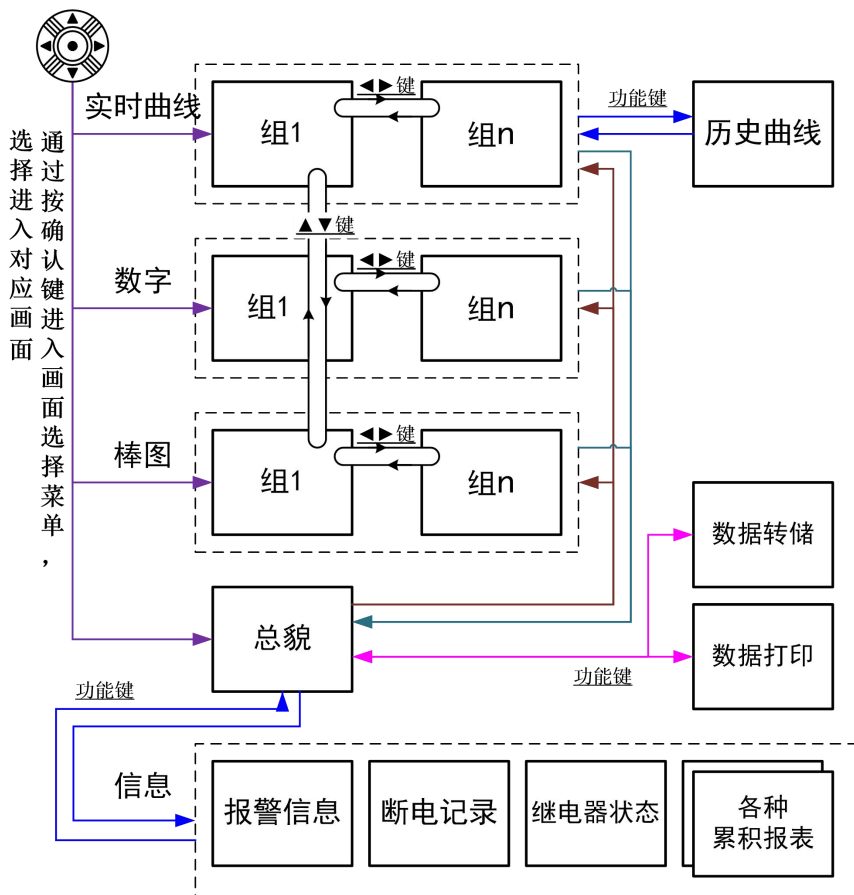 通过按确认键进入画面选择菜单，
选择进入对应画面
实时曲线
组1
◀▶键
组n
功能键
历史曲线
▲▼键
数字
组1
◀▶键
组n
棒图
组1
◀▶键
组n
数据转储
总貌
数据打印
功能键
功能键
信息
报警信息
断电记录
继电器状态
各种
累积报表